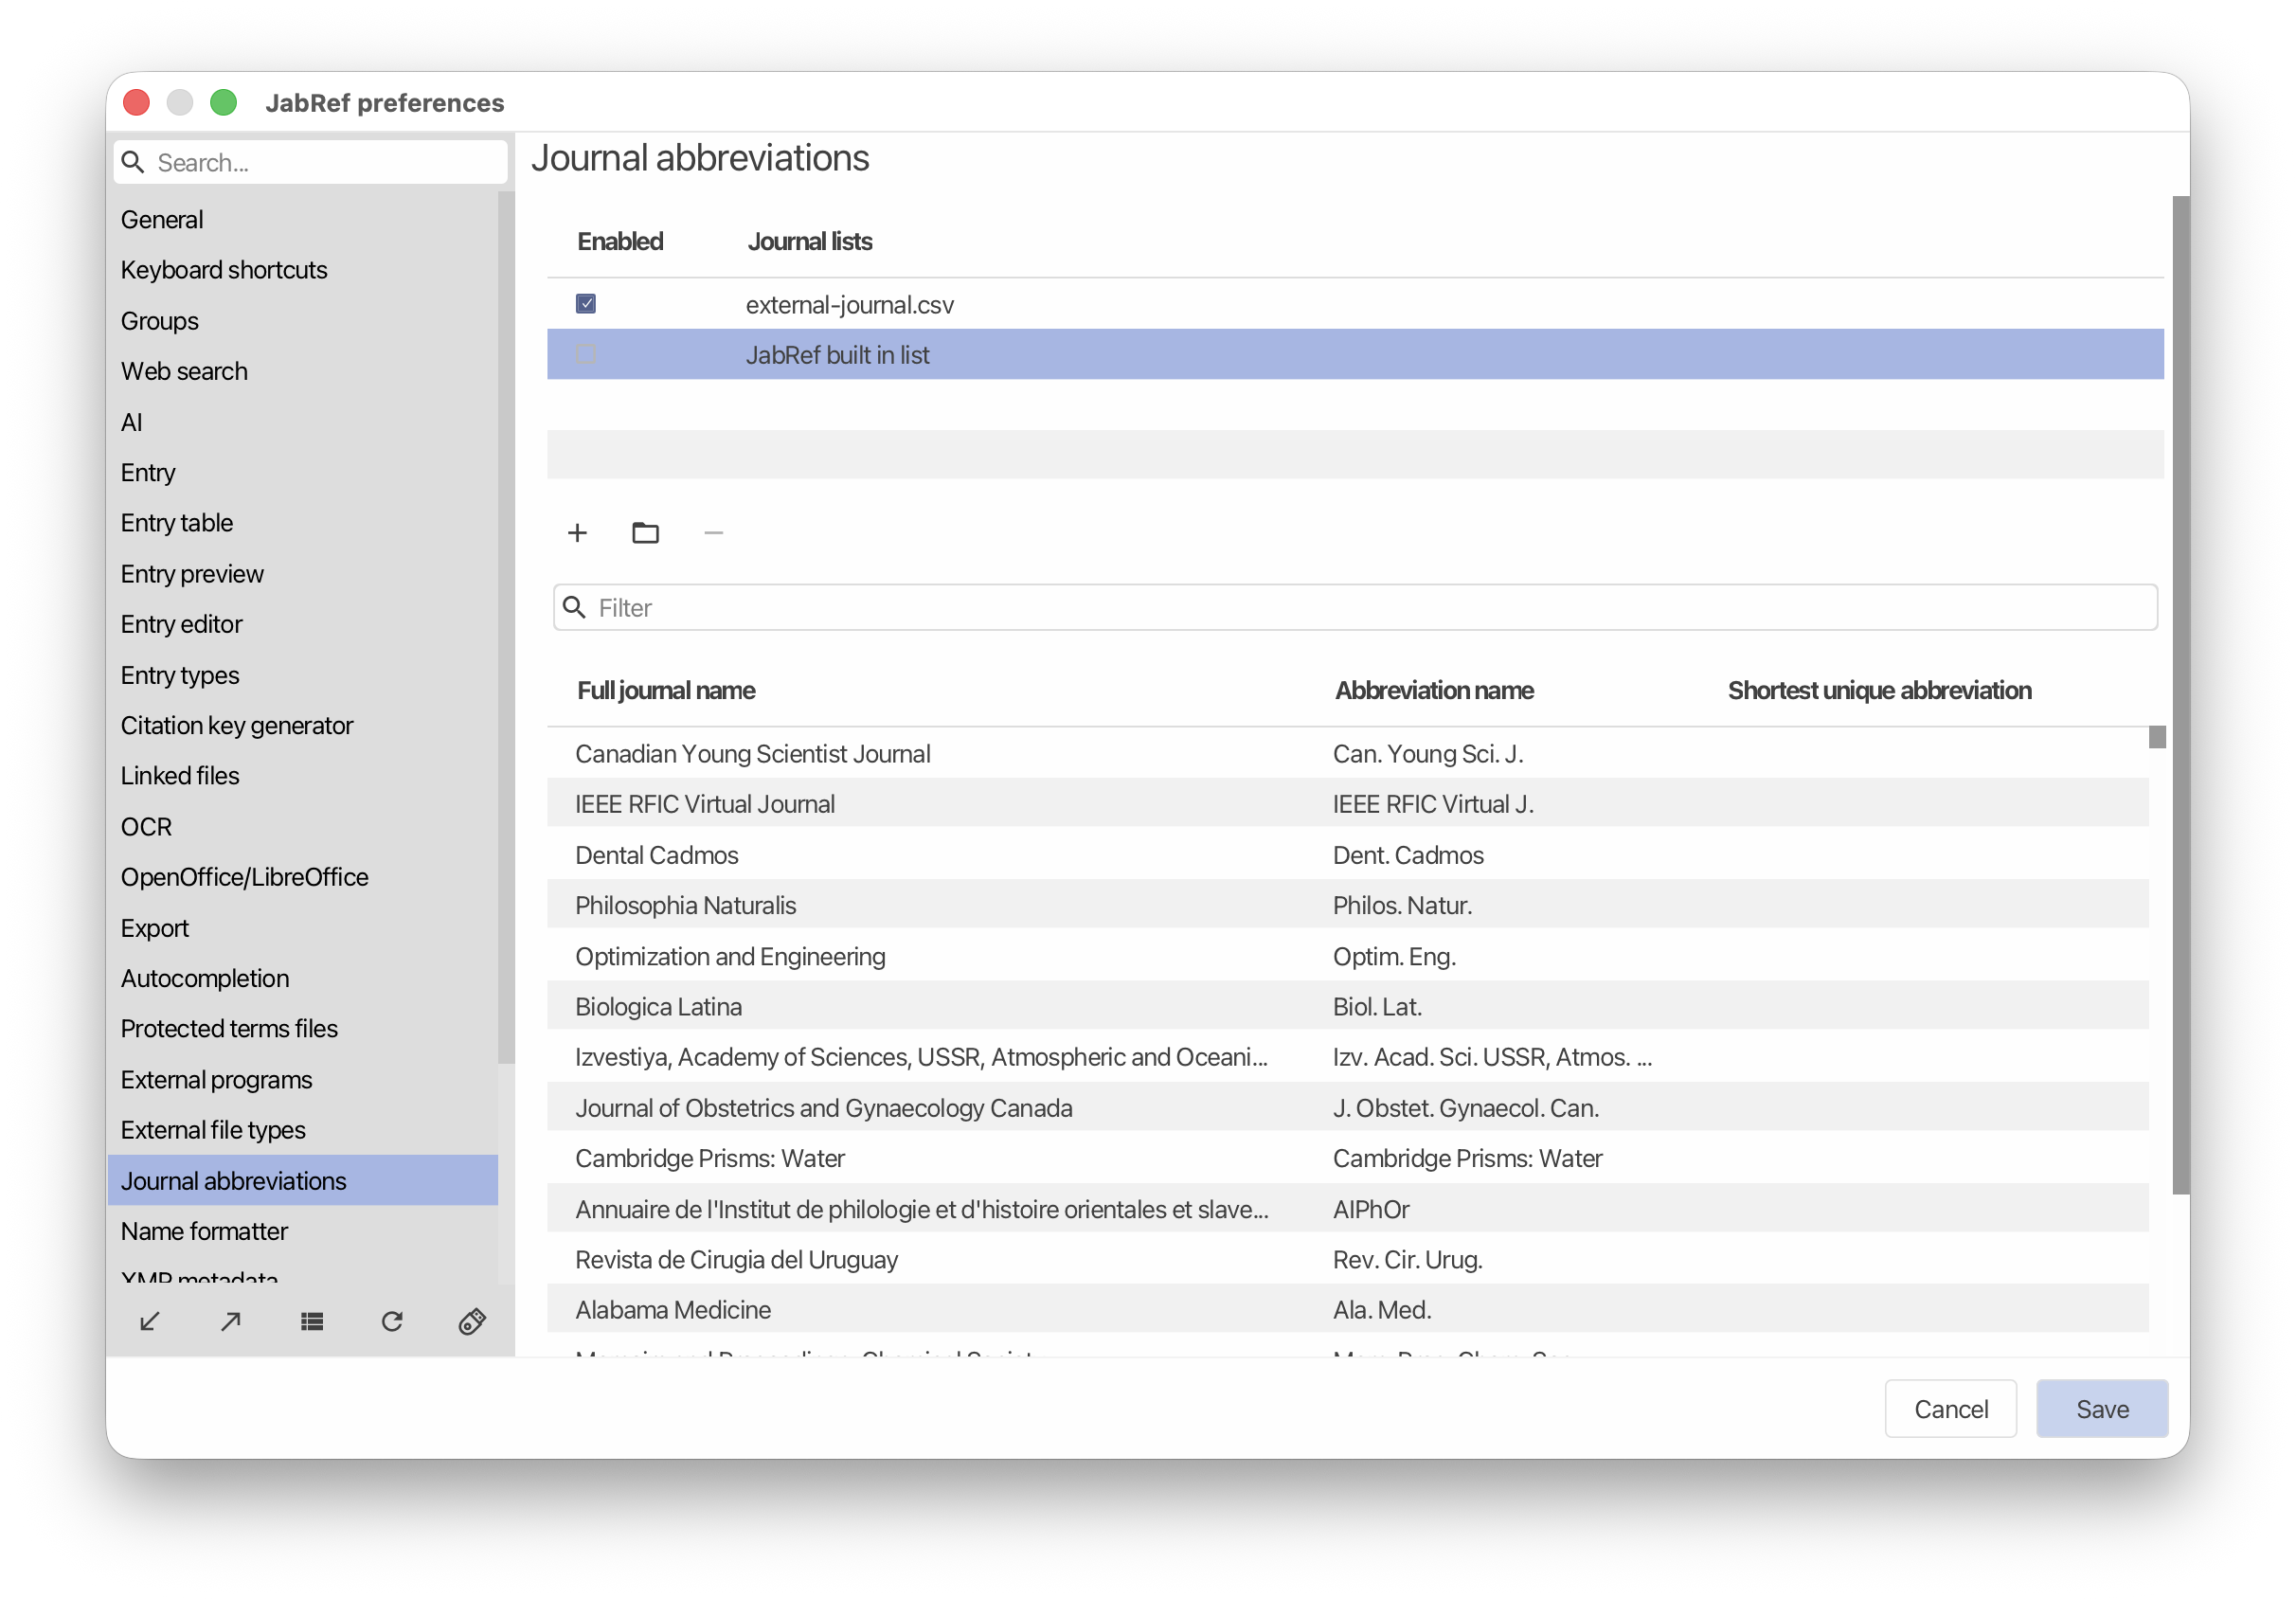 JabRef preferences
Search...
General
Keyboard shortcuts
Groups
Web search
AI
Entry
Entry table
Entry preview
Entry editor
Entry types
Citation key generator
Linked files
OCR
OpenOffice/LibreOffice
Export
Autocompletion
Protected terms files
External programs
External file types
Journal abbreviations
Name formatter
XMP metadata
Journal abbreviations
Enabled Journal lists
external-journal.csv
JabRef built in list
Filter
Full journal name Abbreviation name Shortest unique abbreviation
Canadian Young Scientist Journal Can. Young Sci. J.
IEEE RFIC Virtual Journal IEEE RFIC Virtual J.
Dental Cadmos Dent. Cadmos
Philosophia Naturalis Philos. Natur.
Optimization and Engineering Optim. Eng.
Biologica Latina Biol. Lat.
Izvestiya, Academy of Sciences, USSR, Atmospheric and Oceani... Izv. Acad. Sci. USSR, Atmos. ...
Journal of Obstetrics and Gynaecology Canada J. Obstet. Gynaecol. Can.
Cambridge Prisms: Water Cambridge Prisms: Water
Annuaire de l'Institut de philologie et d'histoire orientales et slave... AIPhOr
Revista de Cirugia del Uruguay Rev. Cir. Urug.
Alabama Medicine Ala. Med.
Cancel Save